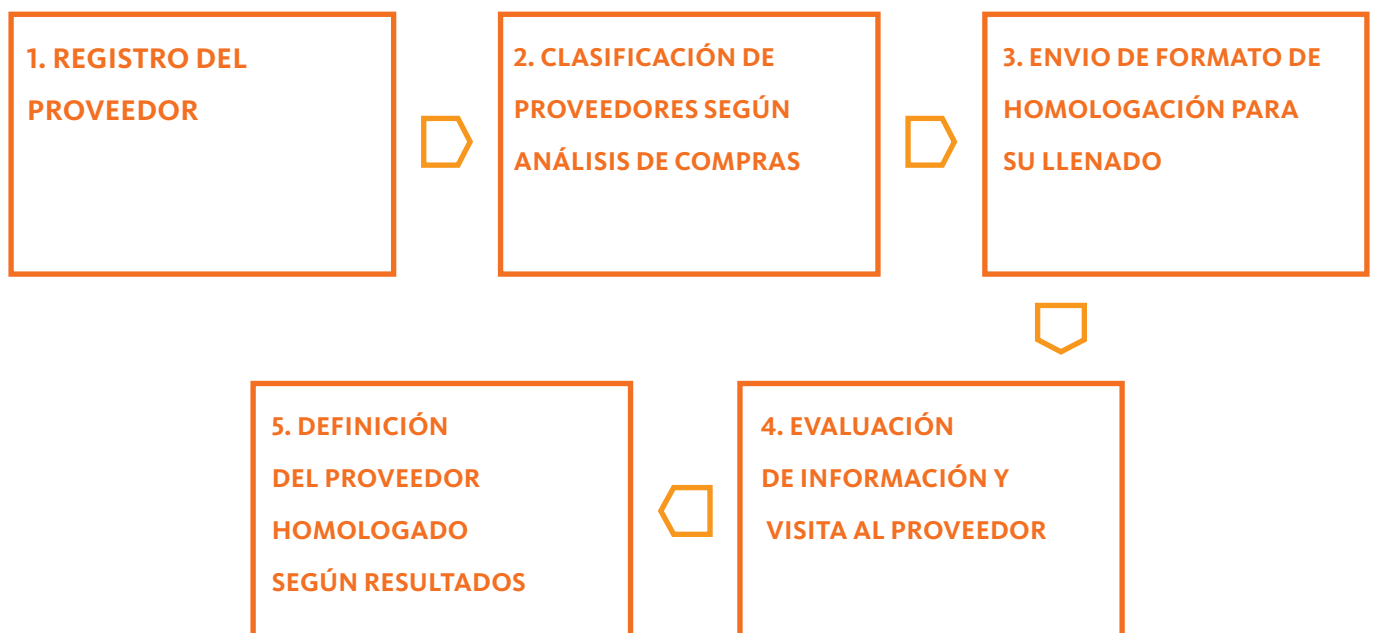 1. REGISTRO DEL
PROVEEDOR
2. CLASIFICACIÓN DE
PROVEEDORES SEGÚN
ANÁLISIS DE COMPRAS
3. ENVIO DE FORMATO DE
HOMOLOGACIÓN PARA
SU LLENADO
4. EVALUACIÓN
DE INFORMACIÓN Y
VISITA AL PROVEEDOR
5. DEFINICIÓN
DEL PROVEEDOR
HOMOLOGADO
SEGÚN RESULTADOS